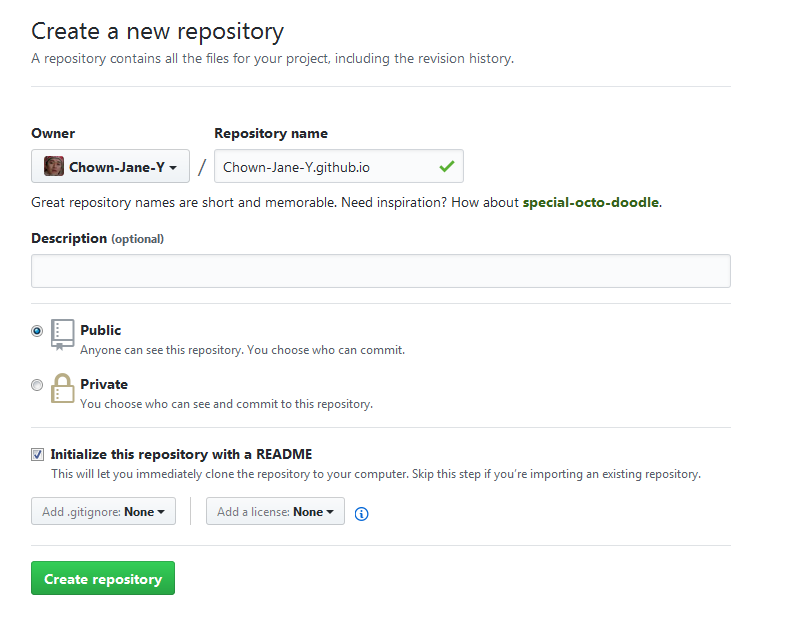 Create a new repository
A repository contains all the files for your project, including the revision history.
Owner
Repository name
Chown-Jane-Y
/
Chown-Jane-Y.github.io
Great repository names are short and memorable. Need inspiration? How about special-octo-doodle.
Description (optional)
Public
Anyone can see this repository. You choose who can commit.
Private
You choose who can see and commit to this repository.
Initialize this repository with a README
This will let you immediately clone the repository to your computer. Skip this step if you’re importing an existing repository.
Add .gitignore: None
Add a license: None
Create repository